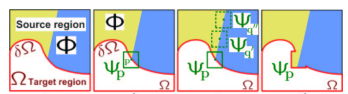 Source region
δΩ
Φ
Ω Target region
Φ
δΩ
p
Ψp
Ω
Ψq''
Ψq'
Ψp
Ω
Ψp
Ω